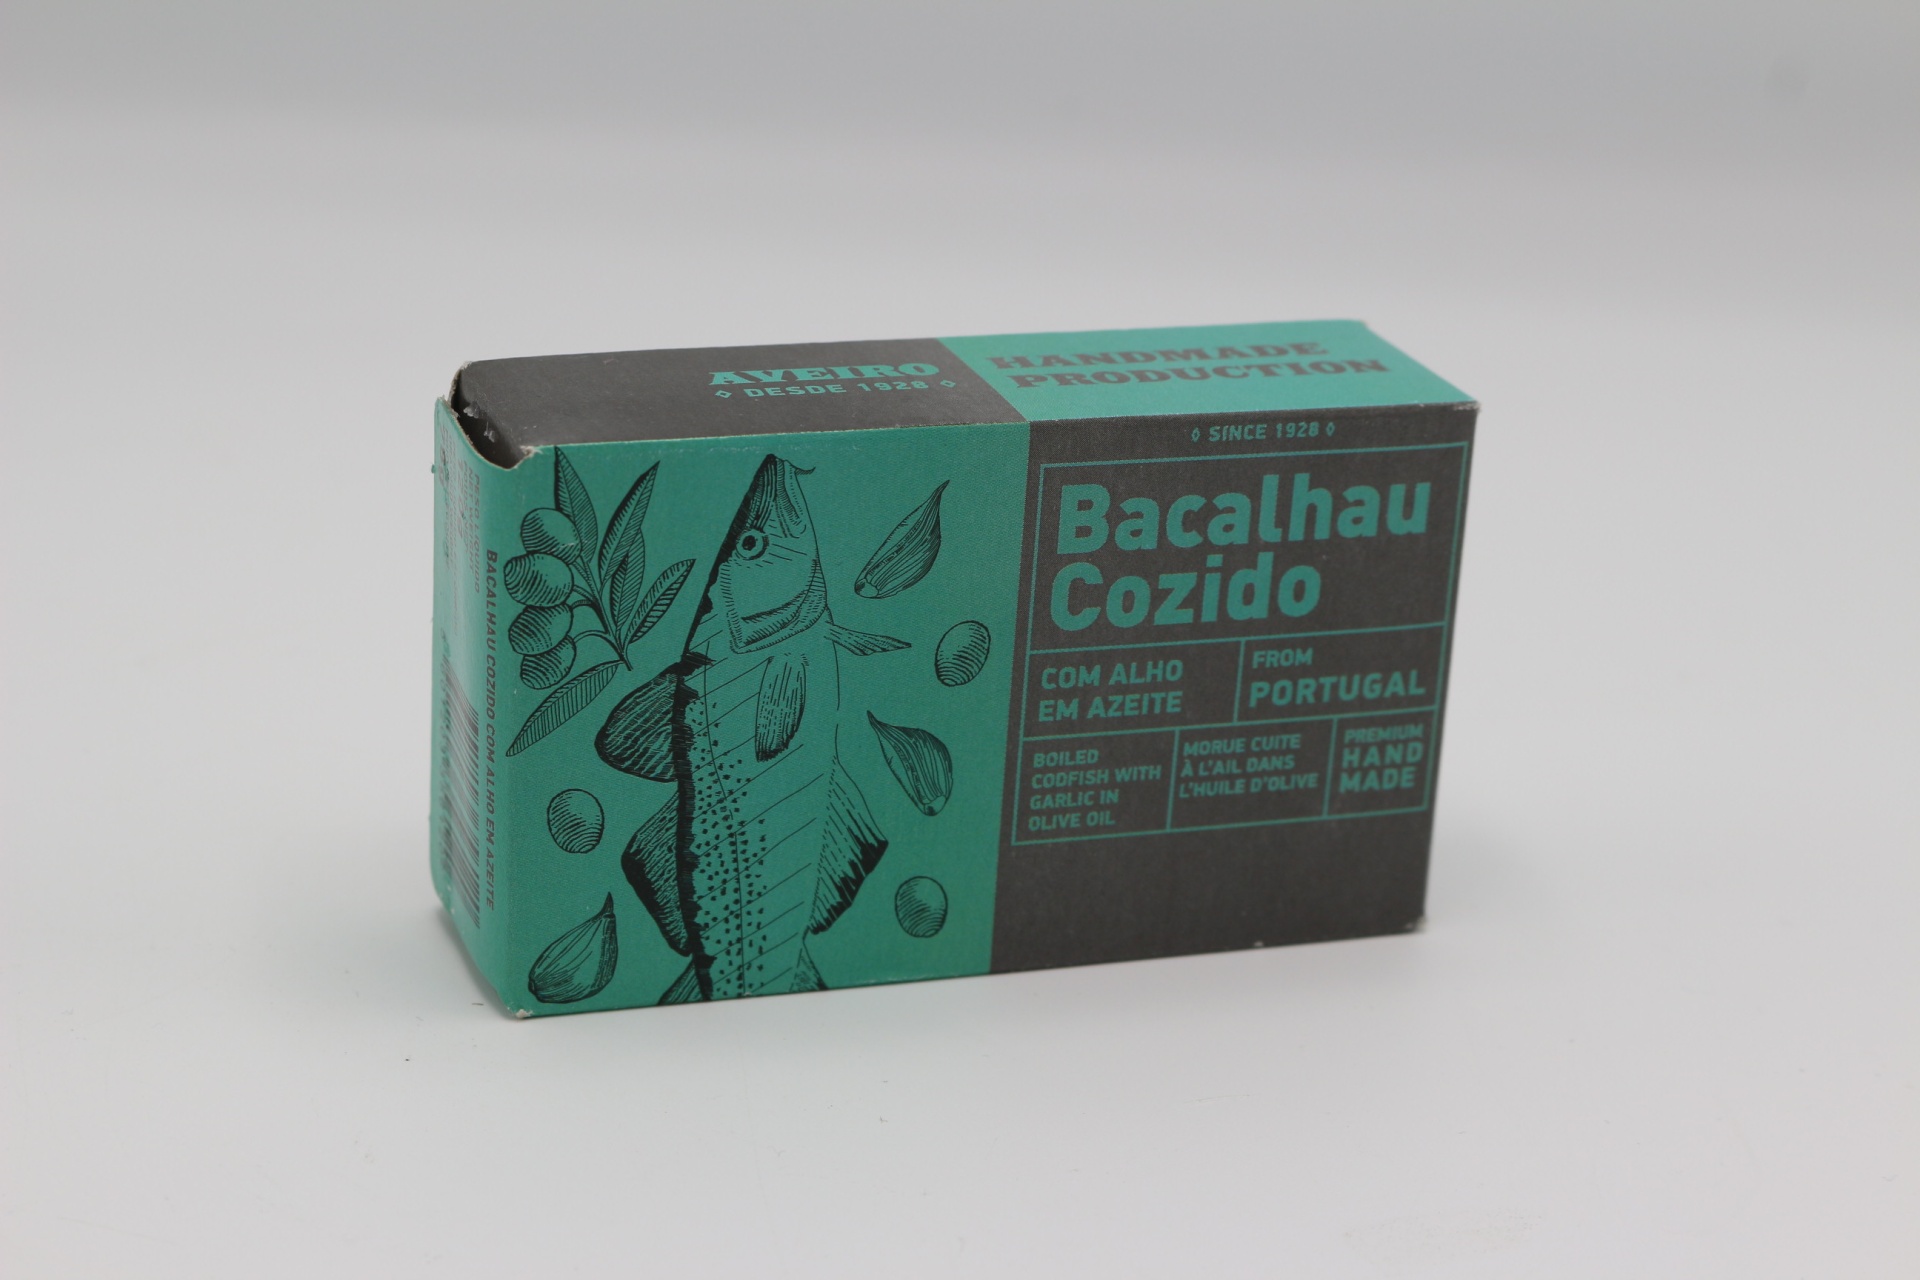 AVEIRO
DESDE 1928
HANDMADE
PRODUCTION
SINCE 1928
Bacalhau
Cozido
COM ALHO
EM AZEITE
FROM
PORTUGAL
BOILED
CODFISH WITH
GARLIC IN
OLIVE OIL
MORUE CUITE
À L'AIL DANS
L'HUILE D'OLIVE
PREMIUM
HAND
MADE
BACALHAU COZIDO COM ALHO EM AZEITE